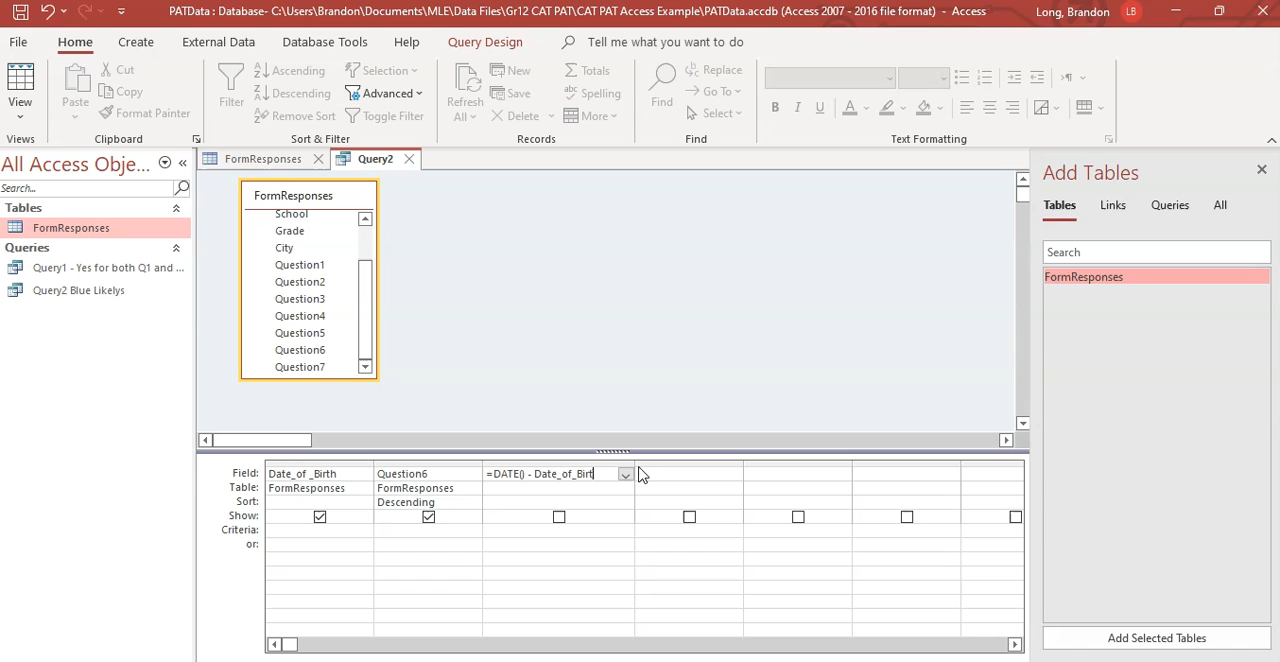 PATData : Database- C:\Users\Brandon\Documents\MLE\Data Files\Gr12 CAT PAT\CAT PAT Access Example\PATData.accdb (Access 2007 - 2016 file format) - Access
Long, Brandon
LB
File
Home
Create
External Data
Database Tools
Help
Query Design
Tell me what you want to do
View
Views
Paste
Cut
Copy
Format Painter
Clipboard
Filter
Ascending
Descending
Remove Sort
Selection
Advanced
Toggle Filter
Sort & Filter
Refresh All
New
Save
Delete
Totals
Spelling
More
Records
Find
Replace
Go To
Select
Find
B I U
A
Text Formatting
All Access Obje...
Search...
Tables
FormResponses
Queries
Query1 - Yes for both Q1 and ...
Query2 Blue Likelys
FormResponses
Query2
FormResponses
School
Grade
City
Question1
Question2
Question3
Question4
Question5
Question6
Question7
Field: Date_of _Birth Question6 =DATE() - Date_of_Birt
Table: FormResponses FormResponses
Sort: Descending
Show:
Criteria:
or:
Add Tables
Tables Links Queries All
Search
FormResponses
Add Selected Tables